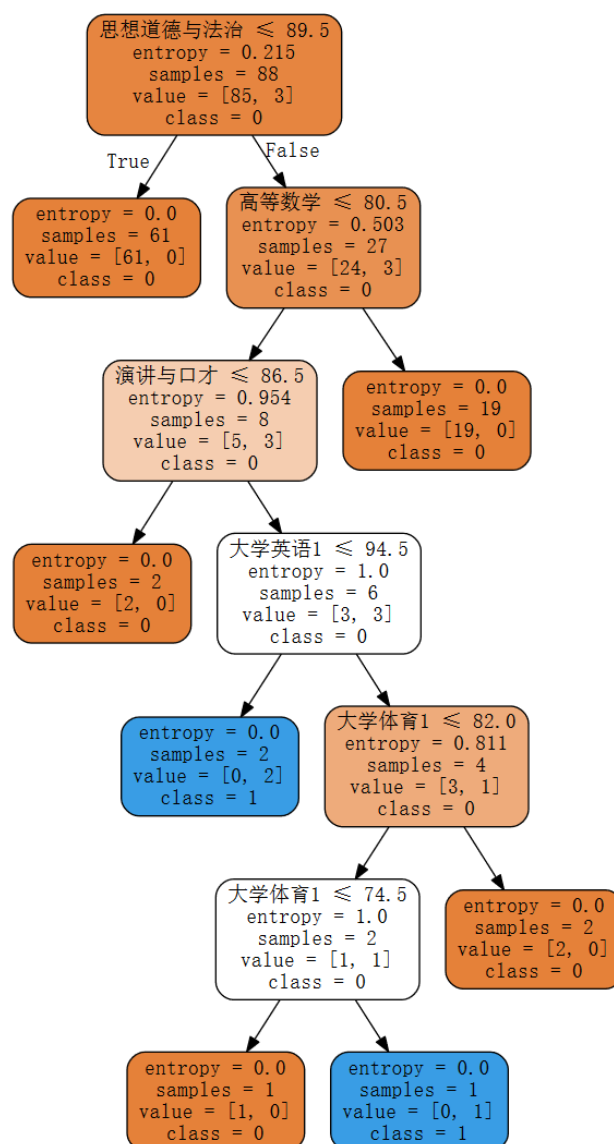 思想道德与法治 ≤ 89.5
entropy = 0.215
samples = 88
value = [85, 3]
class = 0
True
False
entropy = 0.0
samples = 61
value = [61, 0]
class = 0
高等数学 ≤ 80.5
entropy = 0.503
samples = 27
value = [24, 3]
class = 0
演讲与口才 ≤ 86.5
entropy = 0.954
samples = 8
value = [5, 3]
class = 0
entropy = 0.0
samples = 19
value = [19, 0]
class = 0
entropy = 0.0
samples = 2
value = [2, 0]
class = 0
大学英语1 ≤ 94.5
entropy = 1.0
samples = 6
value = [3, 3]
class = 0
entropy = 0.0
samples = 2
value = [0, 2]
class = 1
大学体育1 ≤ 82.0
entropy = 0.811
samples = 4
value = [3, 1]
class = 0
大学体育1 ≤ 74.5
entropy = 1.0
samples = 2
value = [1, 1]
class = 0
entropy = 0.0
samples = 2
value = [2, 0]
class = 0
entropy = 0.0
samples = 1
value = [1, 0]
class = 0
entropy = 0.0
samples = 1
value = [0, 1]
class = 1